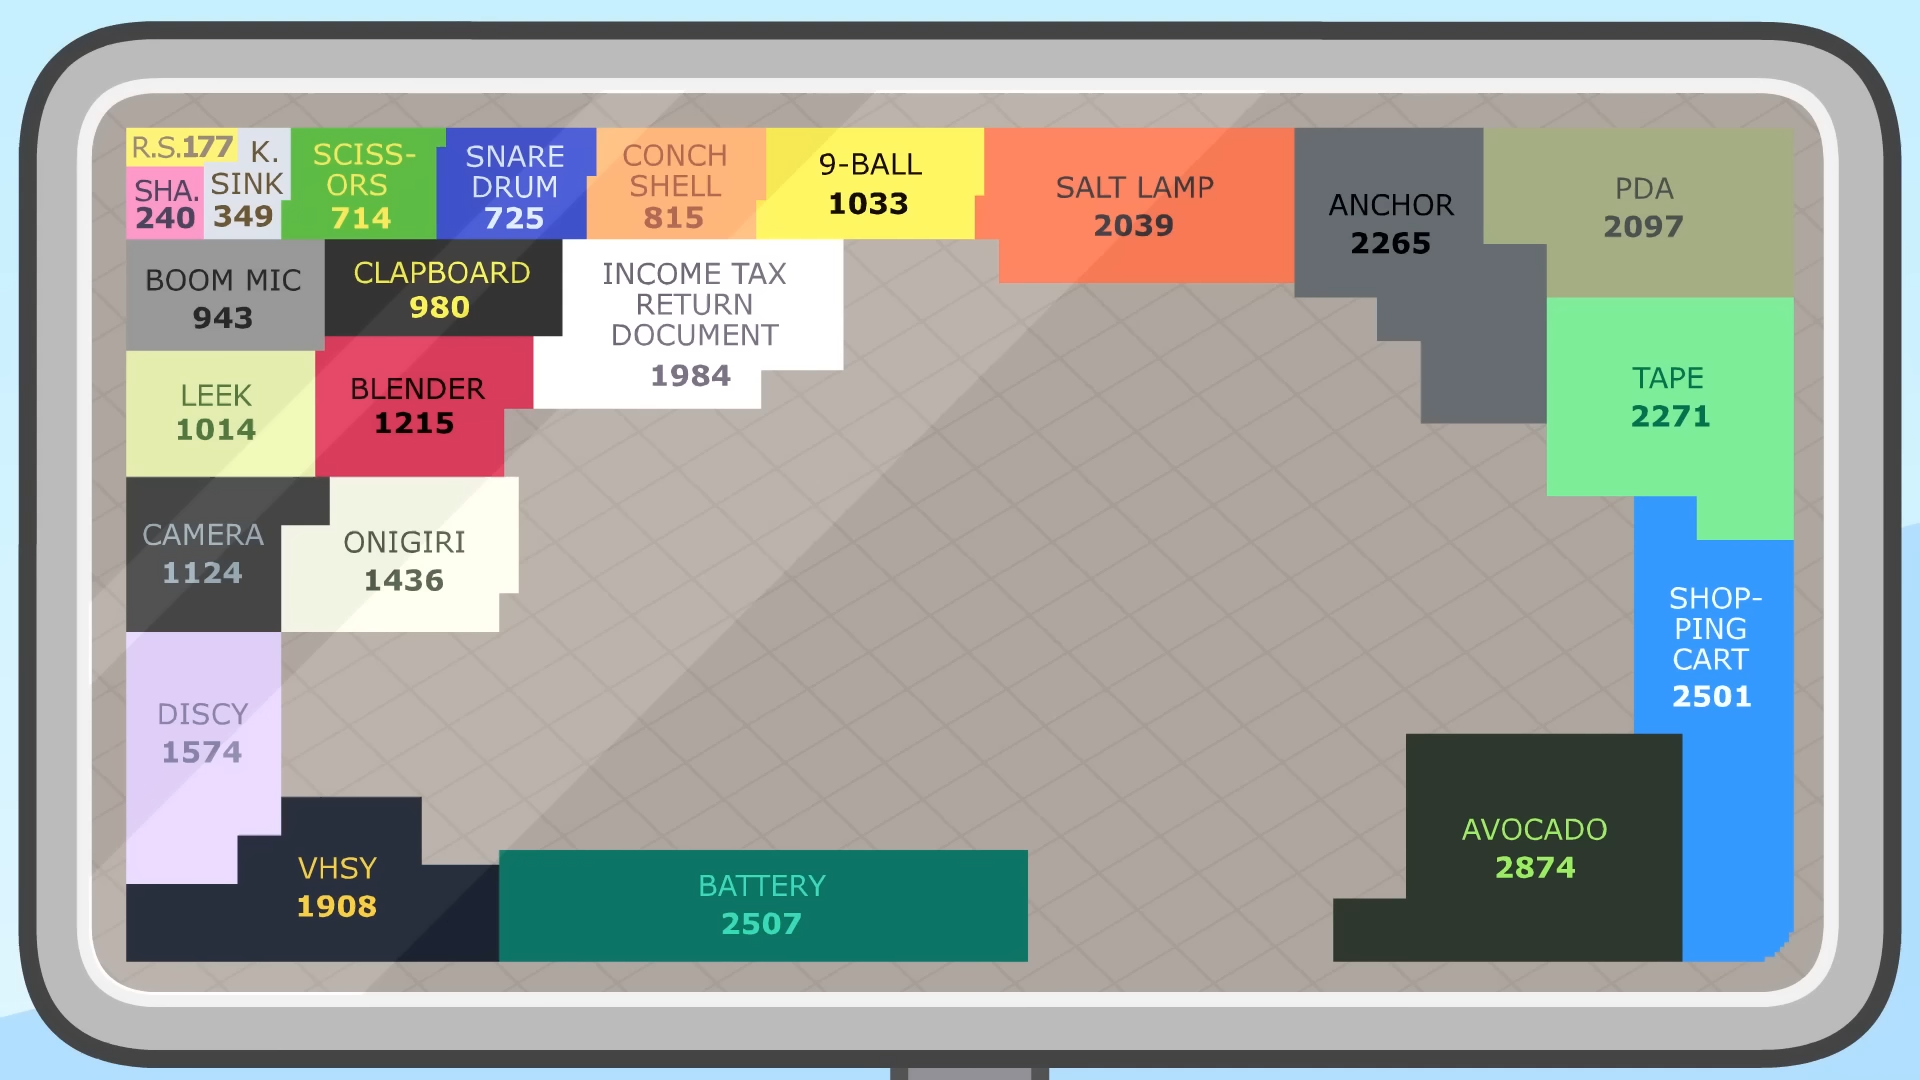 R.S.177
SHA.
240
K.
SINK
349
SCISS-
ORS
714
SNARE
DRUM
725
CONCH
SHELL
815
9-BALL
1033
SALT LAMP
2039
ANCHOR
2265
PDA
2097
BOOM MIC
943
CLAPBOARD
980
INCOME TAX
RETURN
DOCUMENT
1984
LEEK
1014
BLENDER
1215
TAPE
2271
CAMERA
1124
ONIGIRI
1436
SHOP-
PING
CART
2501
DISCY
1574
VHSY
1908
BATTERY
2507
AVOCADO
2874